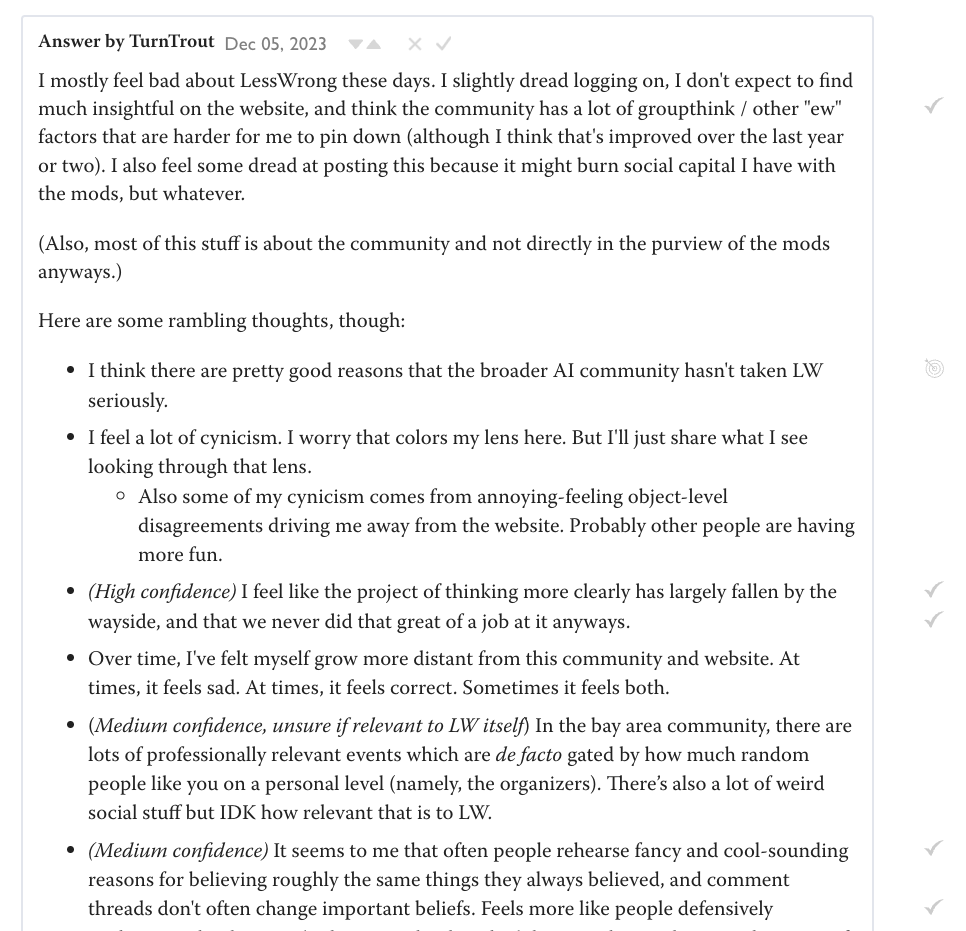 Answer by TurnTrout Dec 05, 2023
I mostly feel bad about LessWrong these days. I slightly dread logging on, I don't expect to find
much insightful on the website, and think the community has a lot of groupthink / other "ew"
factors that are harder for me to pin down (although I think that's improved over the last year
or two). I also feel some dread at posting this because it might burn social capital I have with
the mods, but whatever.
(Also, most of this stuff is about the community and not directly in the purview of the mods
anyways.)
Here are some rambling thoughts, though:
• I think there are pretty good reasons that the broader AI community hasn't taken LW
seriously.
• I feel a lot of cynicism. I worry that colors my lens here. But I'll just share what I see
looking through that lens.
◦ Also some of my cynicism comes from annoying-feeling object-level
disagreements driving me away from the website. Probably other people are having
more fun.
• (High confidence) I feel like the project of thinking more clearly has largely fallen by the
wayside, and that we never did that great of a job at it anyways.
• Over time, I've felt myself grow more distant from this community and website. At
times, it feels sad. At times, it feels correct. Sometimes it feels both.
• (Medium confidence, unsure if relevant to LW itself) In the bay area community, there are
lots of professionally relevant events which are de facto gated by how much random
people like you on a personal level (namely, the organizers). There’s also a lot of weird
social stuff but IDK how relevant that is to LW.
• (Medium confidence) It seems to me that often people rehearse fancy and cool-sounding
reasons for believing roughly the same things they always believed, and comment
threads don't often change important beliefs. Feels more like people defensively